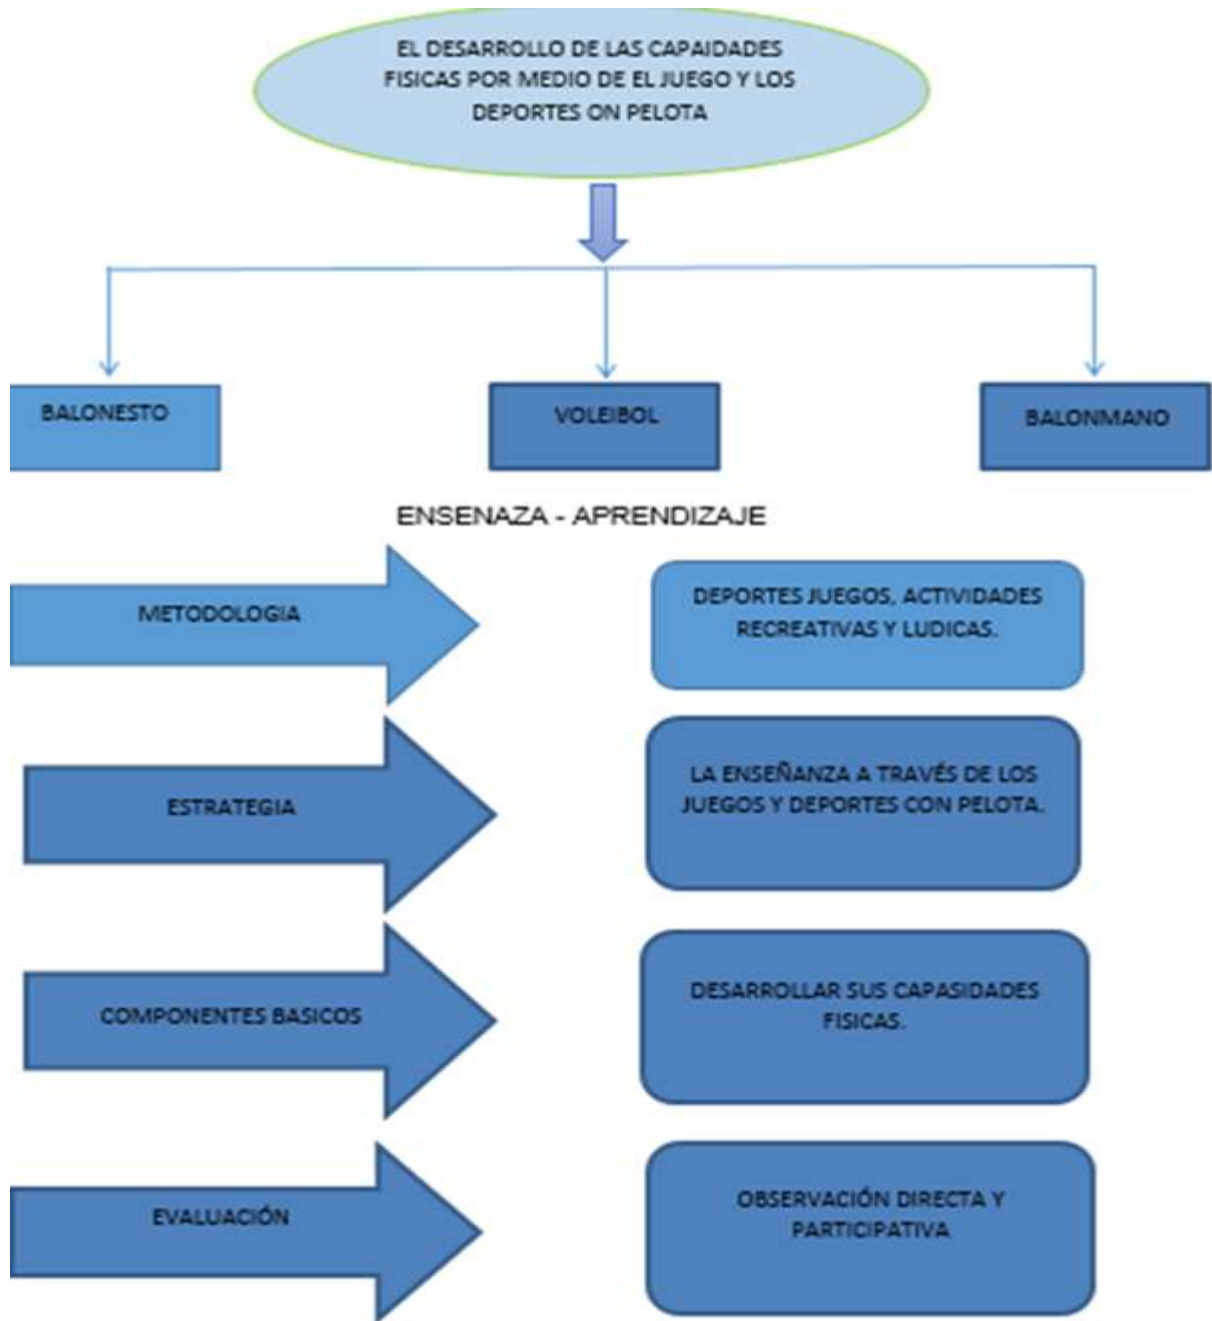 EL DESARROLLO DE LAS CAPAIDADES
FISICAS POR MEDIO DE EL JUEGO Y LOS
DEPORTES ON PELOTA
BALONESTO
VOLEIBOL
BALONMANO
ENSENAZA - APRENDIZAJE
METODOLOGIA
DEPORTES JUEGOS, ACTIVIDADES
RECREATIVAS Y LUDICAS.
ESTRATEGIA
LA ENSEÑANZA A TRAVÉS DE LOS
JUEGOS Y DEPORTES CON PELOTA.
COMPONENTES BASICOS
DESARROLLAR SUS CAPASIDADES
FISICAS.
EVALUACIÓN
OBSERVACIÓN DIRECTA Y
PARTICIPATIVA